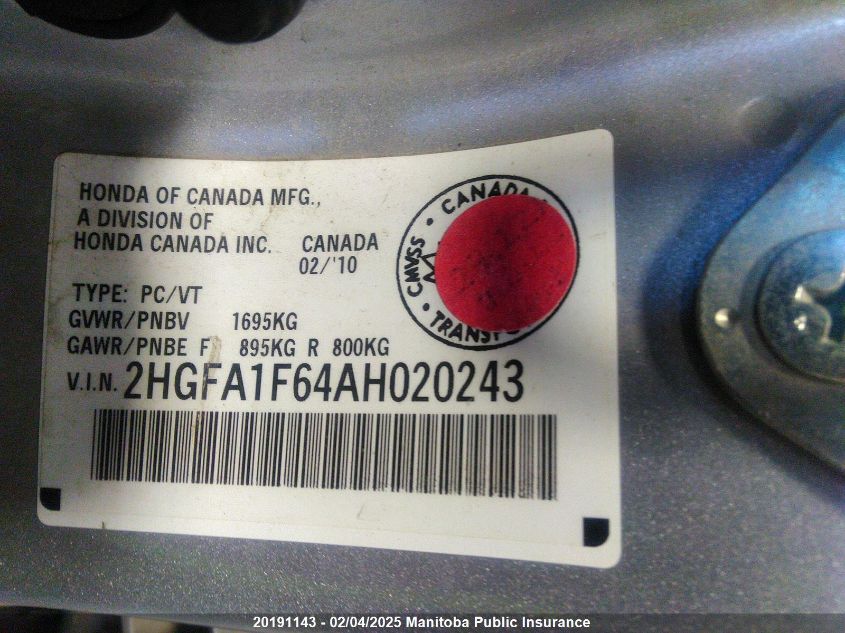 HONDA OF CANADA MFG.,
A DIVISION OF
HONDA CANADA INC. CANADA
02/'10
TYPE: PC/VT
GVWR/PNBV 1695KG
GAWR/PNBE F 895KG R 800KG
V.I.N. 2HGFA1F64AH020243
CANADA
CMVSS
20191143 - 02/04/2025 Manitoba Public Insurance